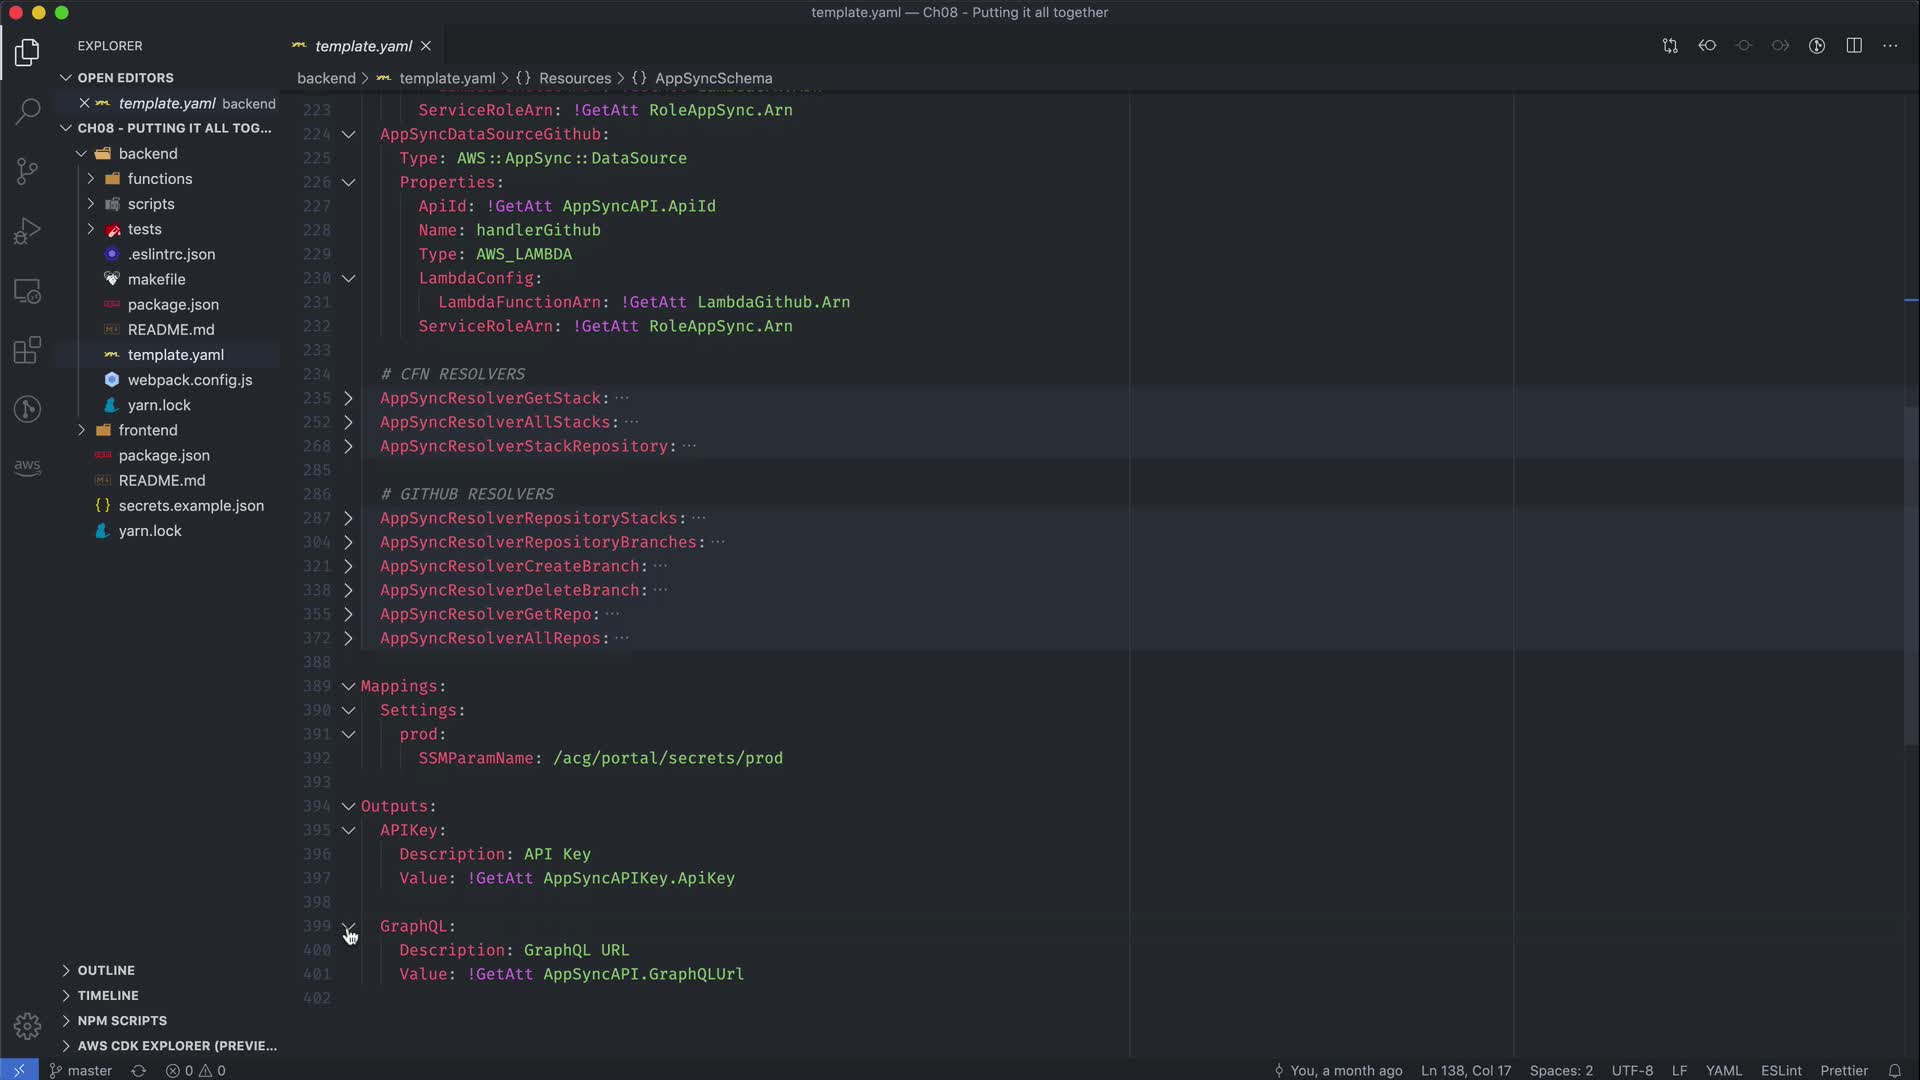 template.yaml — Ch08 - Putting it all together
EXPLORER
template.yaml
OPEN EDITORS
template.yaml backend
CH08 - PUTTING IT ALL TOG...
backend
functions
scripts
tests
.eslintrc.json
makefile
package.json
README.md
template.yaml
webpack.config.js
yarn.lock
frontend
package.json
README.md
secrets.example.json
yarn.lock
OUTLINE
TIMELINE
NPM SCRIPTS
AWS CDK EXPLORER (PREVIE...
aws
backend > template.yaml > {} Resources > {} AppSyncSchema
223 ServiceRoleArn: !GetAtt RoleAppSync.Arn
224 AppSyncDataSourceGithub:
225 Type: AWS::AppSync::DataSource
226 Properties:
227 ApiId: !GetAtt AppSyncAPI.ApiId
228 Name: handlerGithub
229 Type: AWS_LAMBDA
230 LambdaConfig:
231 LambdaFunctionArn: !GetAtt LambdaGithub.Arn
232 ServiceRoleArn: !GetAtt RoleAppSync.Arn
233
234 # CFN RESOLVERS
235 AppSyncResolverGetStack: ...
252 AppSyncResolverAllStacks: ...
268 AppSyncResolverStackRepository: ...
285
286 # GITHUB RESOLVERS
287 AppSyncResolverRepositoryStacks: ...
304 AppSyncResolverRepositoryBranches: ...
321 AppSyncResolverCreateBranch: ...
338 AppSyncResolverDeleteBranch: ...
355 AppSyncResolverGetRepo: ...
372 AppSyncResolverAllRepos: ...
388
389 Mappings:
390 Settings:
391 prod:
392 SSMParamName: /acg/portal/secrets/prod
393
394 Outputs:
395 APIKey:
396 Description: API Key
397 Value: !GetAtt AppSyncAPIKey.ApiKey
398
399 GraphQL:
400 Description: GraphQL URL
401 Value: !GetAtt AppSyncAPI.GraphQLUrl
402
master 0 0 You, a month ago Ln 138, Col 17 Spaces: 2 UTF-8 LF YAML ESLint Prettier